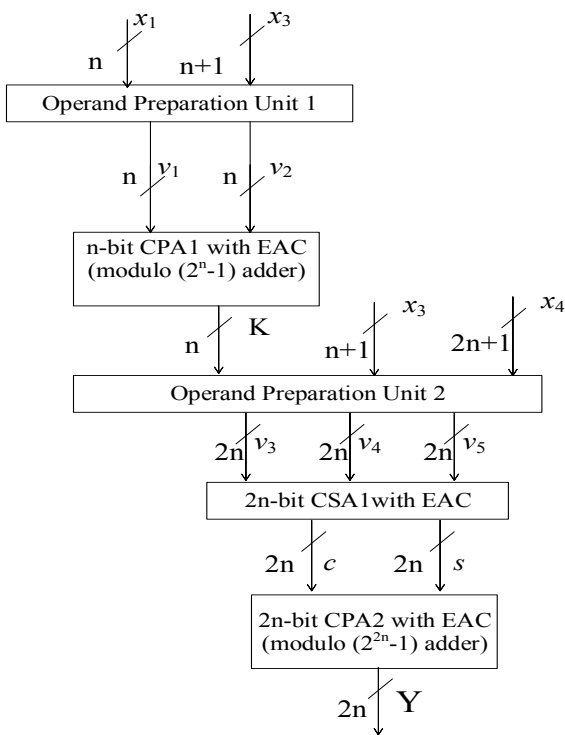 x₁ x₃
n n+1
Operand Preparation Unit 1
n v₁ n v₂
n-bit CPA1 with EAC
(modulo (2ⁿ-1) adder)
n K n+1 x₃ 2n+1 x₄
Operand Preparation Unit 2
2n v₃ 2n v₄ 2n v₅
2n-bit CSA1with EAC
2n c 2n s
2n-bit CPA2 with EAC
(modulo (2²ⁿ-1) adder)
2n Y